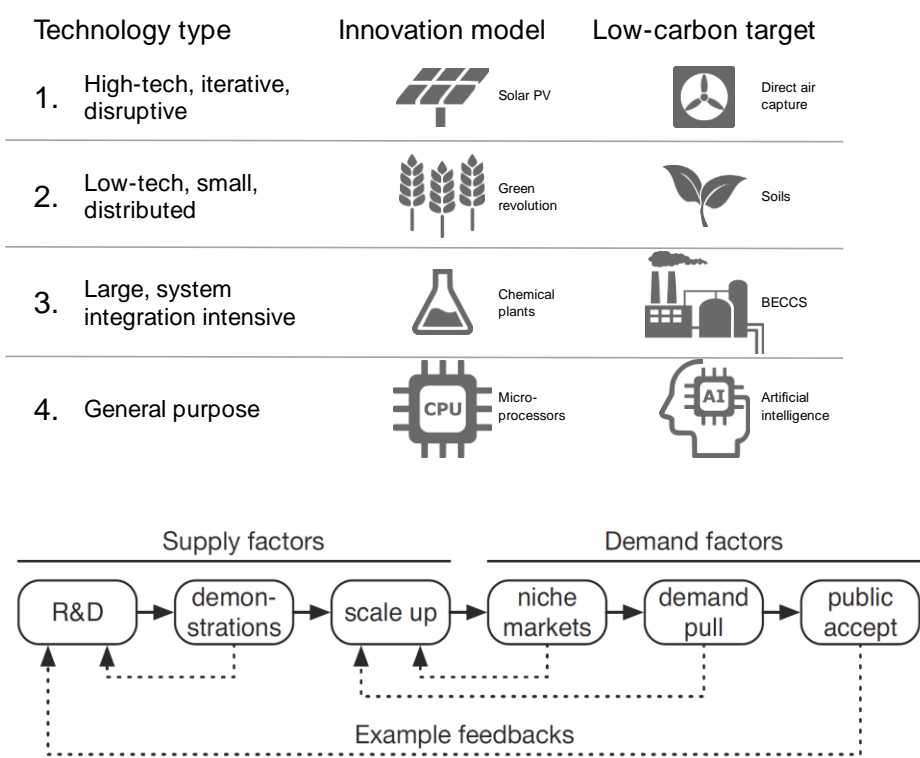 Technology type
Innovation model
Low-carbon target
1.
High-tech, iterative,
disruptive
Solar PV
Direct air
capture
2.
Low-tech, small,
distributed
Green
revolution
Soils
3.
Large, system
integration intensive
Chemical
plants
BECCS
4.
General purpose
CPU
Micro-
processors
AI
Artificial
intelligence
Supply factors
Demand factors
R&D
demon-
strations
scale up
niche
markets
demand
pull
public
accept
Example feedbacks